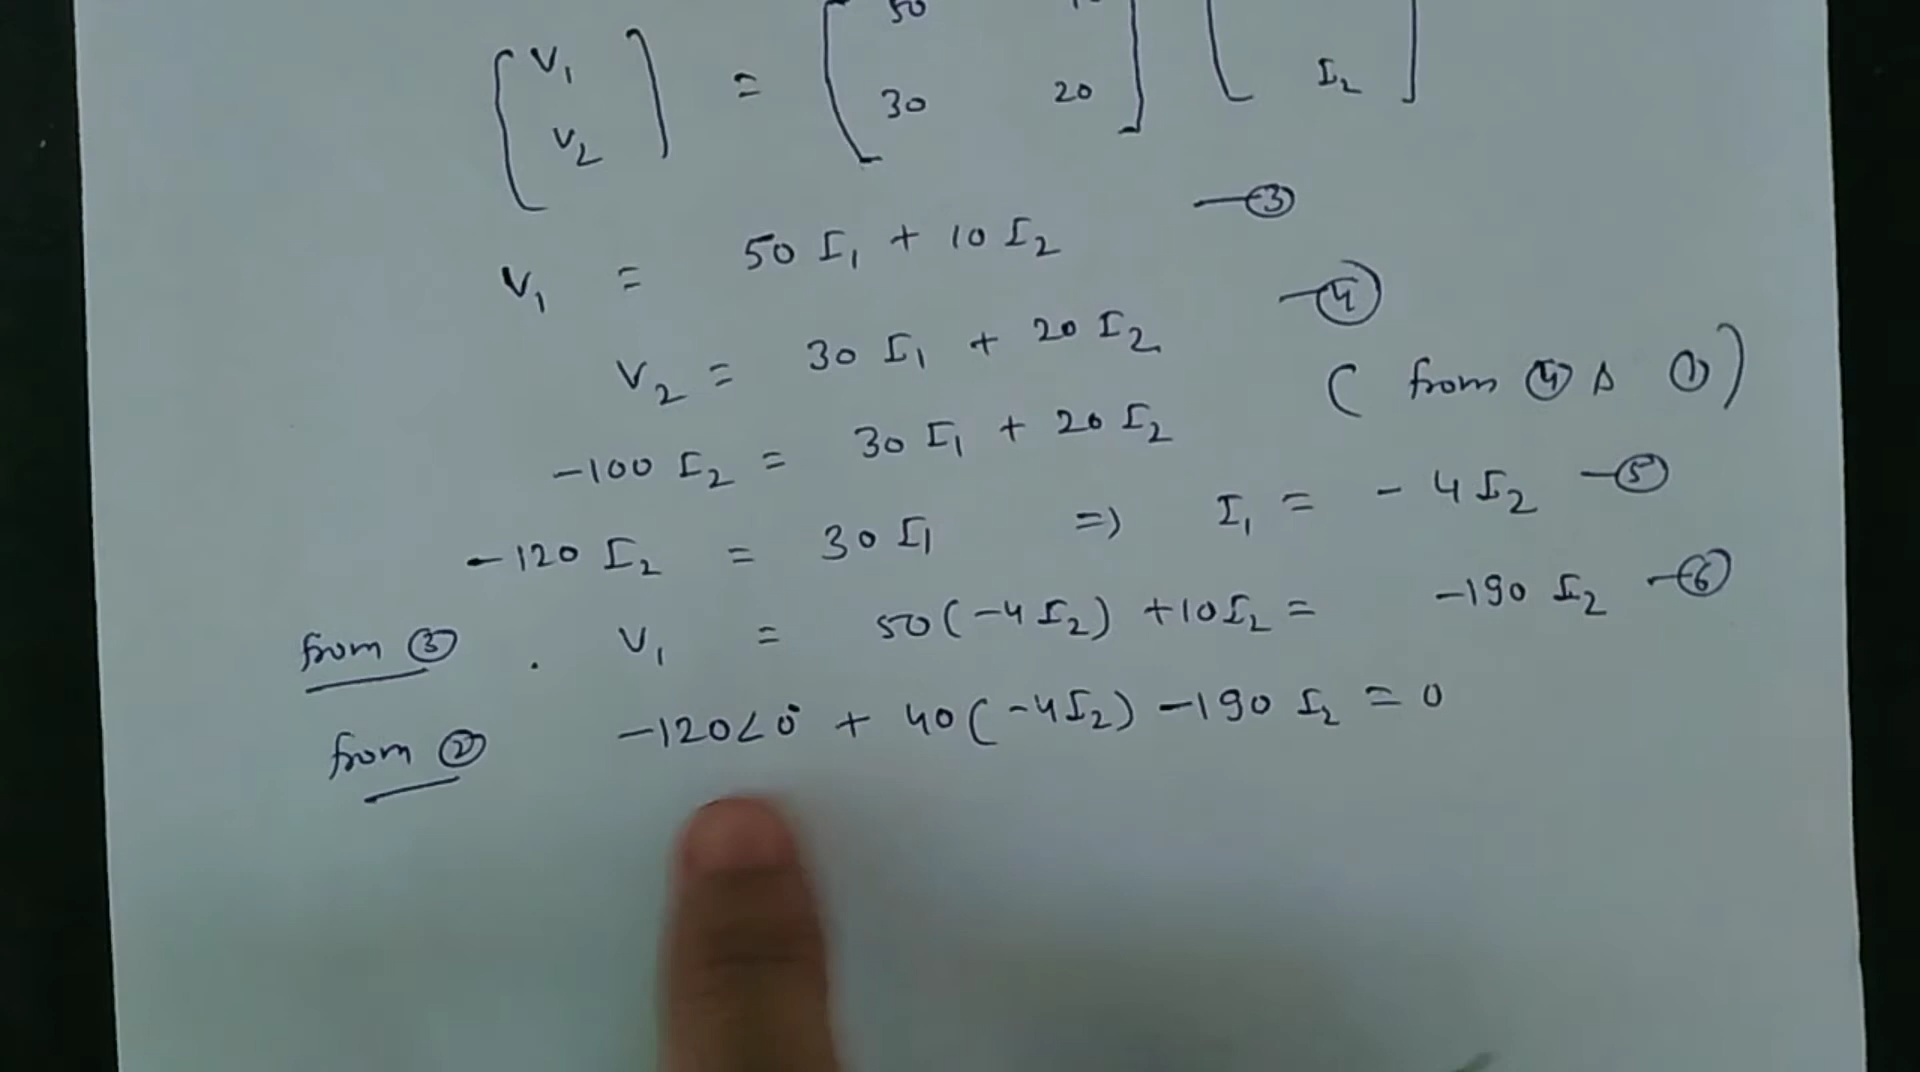 50
[V₁ V₂] = [30 20] [I₂]
V₁ = 50 I₁ + 10 I₂ —③
V₂ = 30 I₁ + 20 I₂ —④
-100 I₂ = 30 I₁ + 20 I₂ (from ④ & ①)
-120 I₂ = 30 I₁ => I₁ = -4 I₂ —⑤
from ③ . V₁ = 50(-4 I₂) + 10 I₂ = -190 I₂ —⑥
from ② -120∠0° + 40(-4 I₂) - 190 I₂ = 0